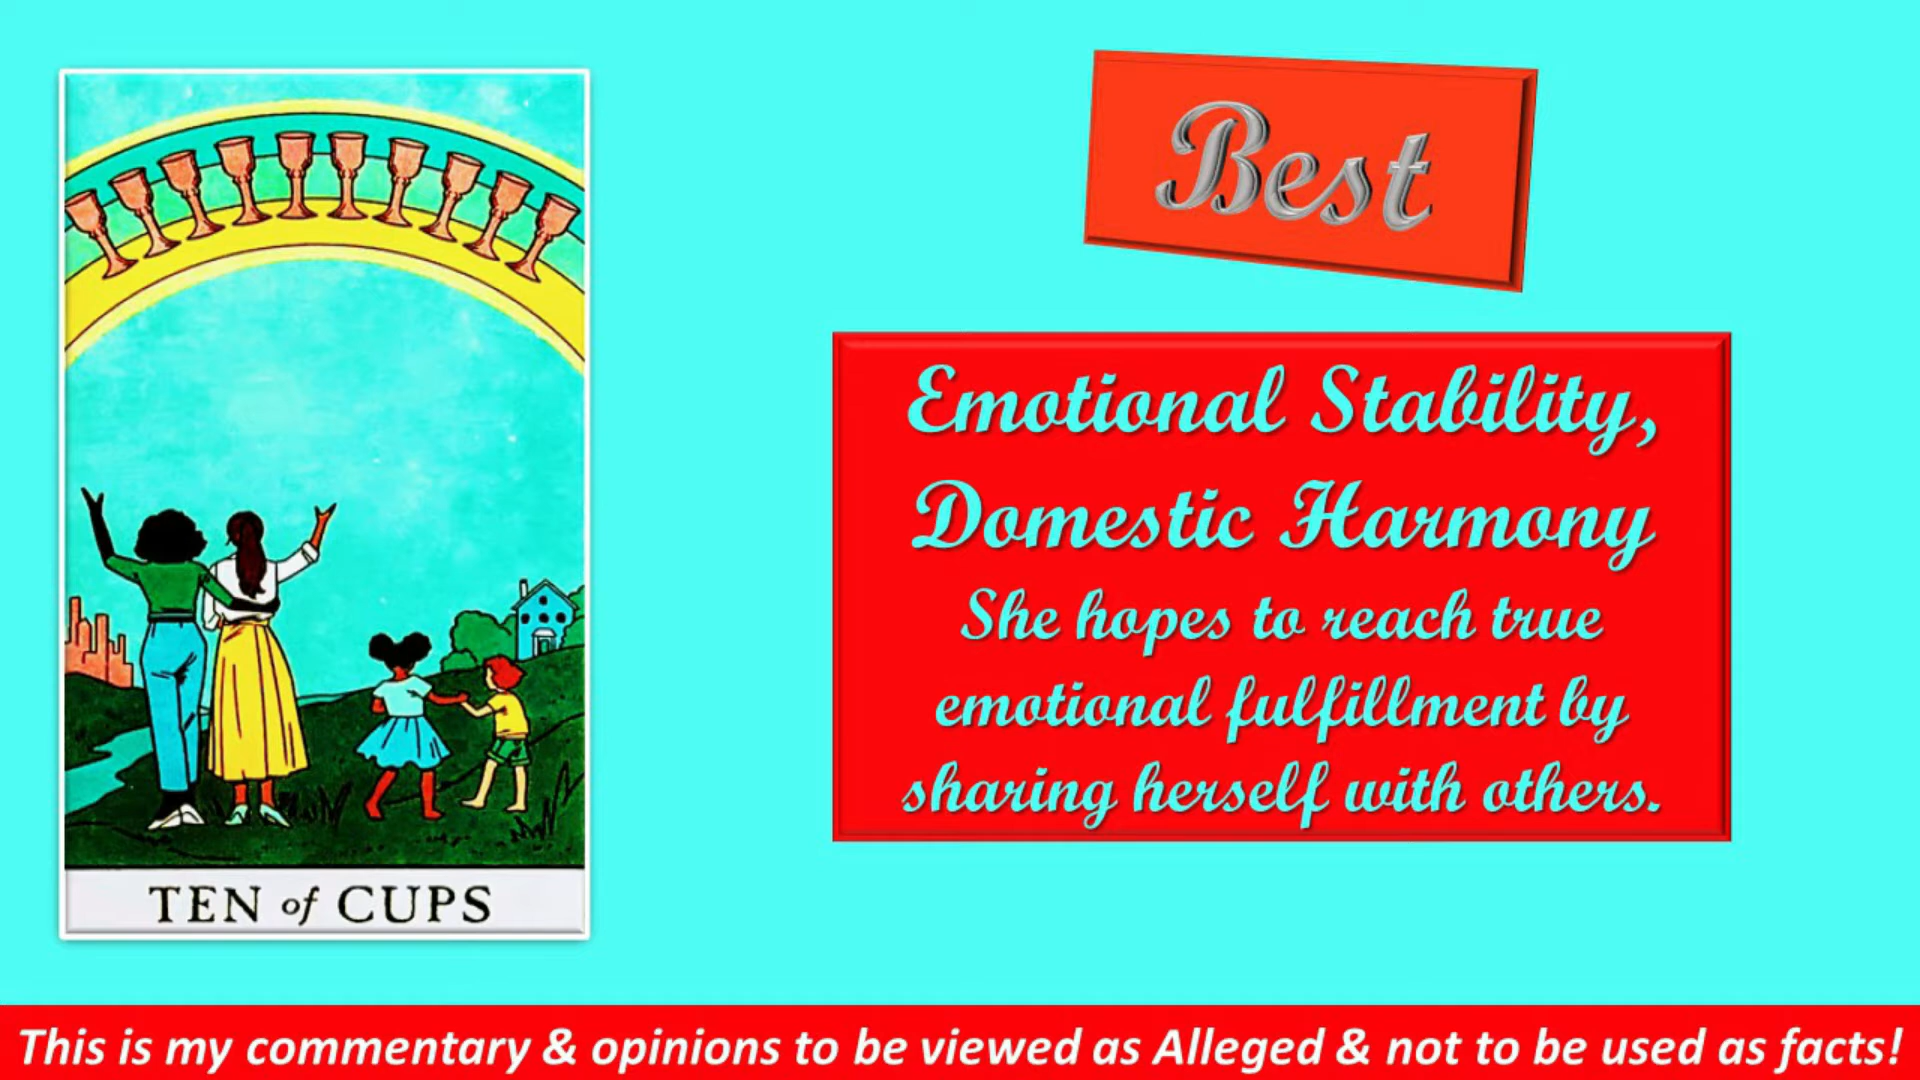 Best
Emotional Stability,
Domestic Harmony
She hopes to reach true
emotional fulfillment by
sharing herself with others.
TEN of CUPS
This is my commentary & opinions to be viewed as Alleged & not to be used as facts!